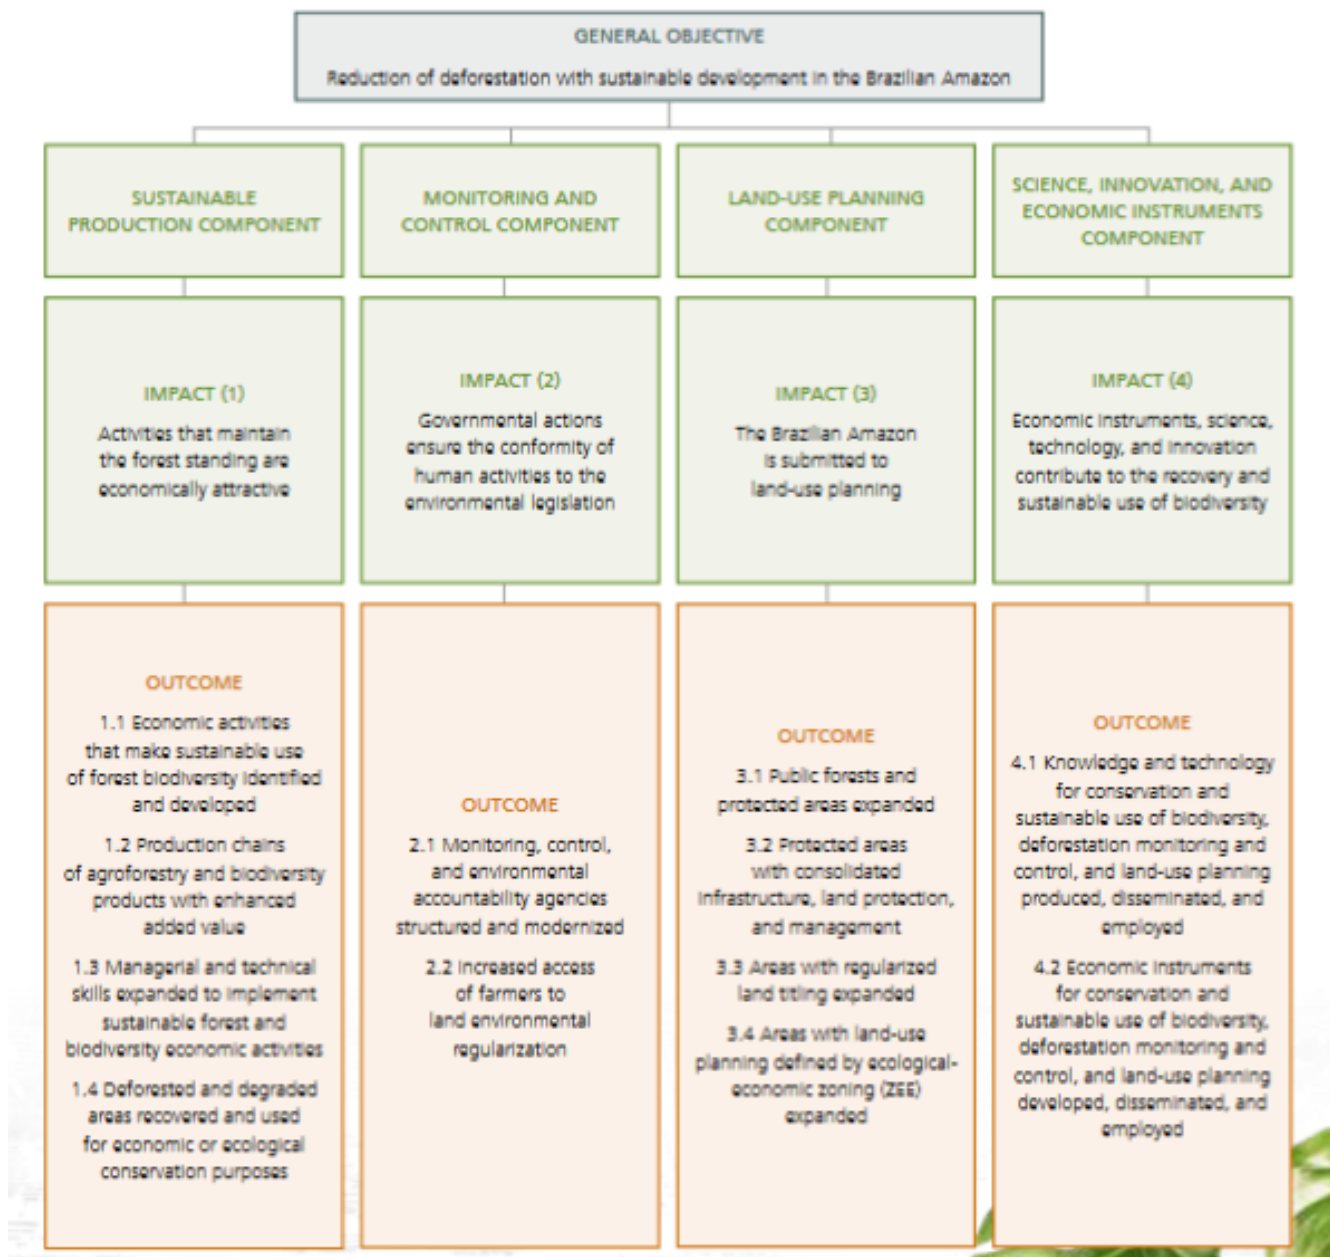 GENERAL OBJECTIVE
Reduction of deforestation with sustainable development in the Brazilian Amazon
SUSTAINABLE
PRODUCTION COMPONENT
IMPACT (1)
Activities that maintain
the forest standing are
economically attractive
OUTCOME
1.1 Economic activities
that make sustainable use
of forest biodiversity identified
and developed
1.2 Production chains
of agroforestry and biodiversity
products with enhanced
added value
1.3 Managerial and technical
skills expanded to implement
sustainable forest and
biodiversity economic activities
1.4 Deforested and degraded
areas recovered and used
for economic or ecological
conservation purposes
MONITORING AND
CONTROL COMPONENT
IMPACT (2)
Governmental actions
ensure the conformity of
human activities to the
environmental legislation
OUTCOME
2.1 Monitoring, control,
and environmental
accountability agencies
structured and modernized
2.2 Increased access
of farmers to
land environmental
regularization
LAND-USE PLANNING
COMPONENT
IMPACT (3)
The Brazilian Amazon
is submitted to
land-use planning
OUTCOME
3.1 Public forests and
protected areas expanded
3.2 Protected areas
with consolidated
infrastructure, land protection,
and management
3.3 Areas with regularized
land titling expanded
3.4 Areas with land-use
planning defined by ecological-
economic zoning (ZEE)
expanded
SCIENCE, INNOVATION, AND
ECONOMIC INSTRUMENTS
COMPONENT
IMPACT (4)
Economic instruments, science,
technology, and innovation
contribute to the recovery and
sustainable use of biodiversity
OUTCOME
4.1 Knowledge and technology
for conservation and
sustainable use of biodiversity,
deforestation monitoring and
control, and land-use planning
produced, disseminated, and
employed
4.2 Economic instruments
for conservation and
sustainable use of biodiversity,
deforestation monitoring and
control, and land-use planning
developed, disseminated, and
employed